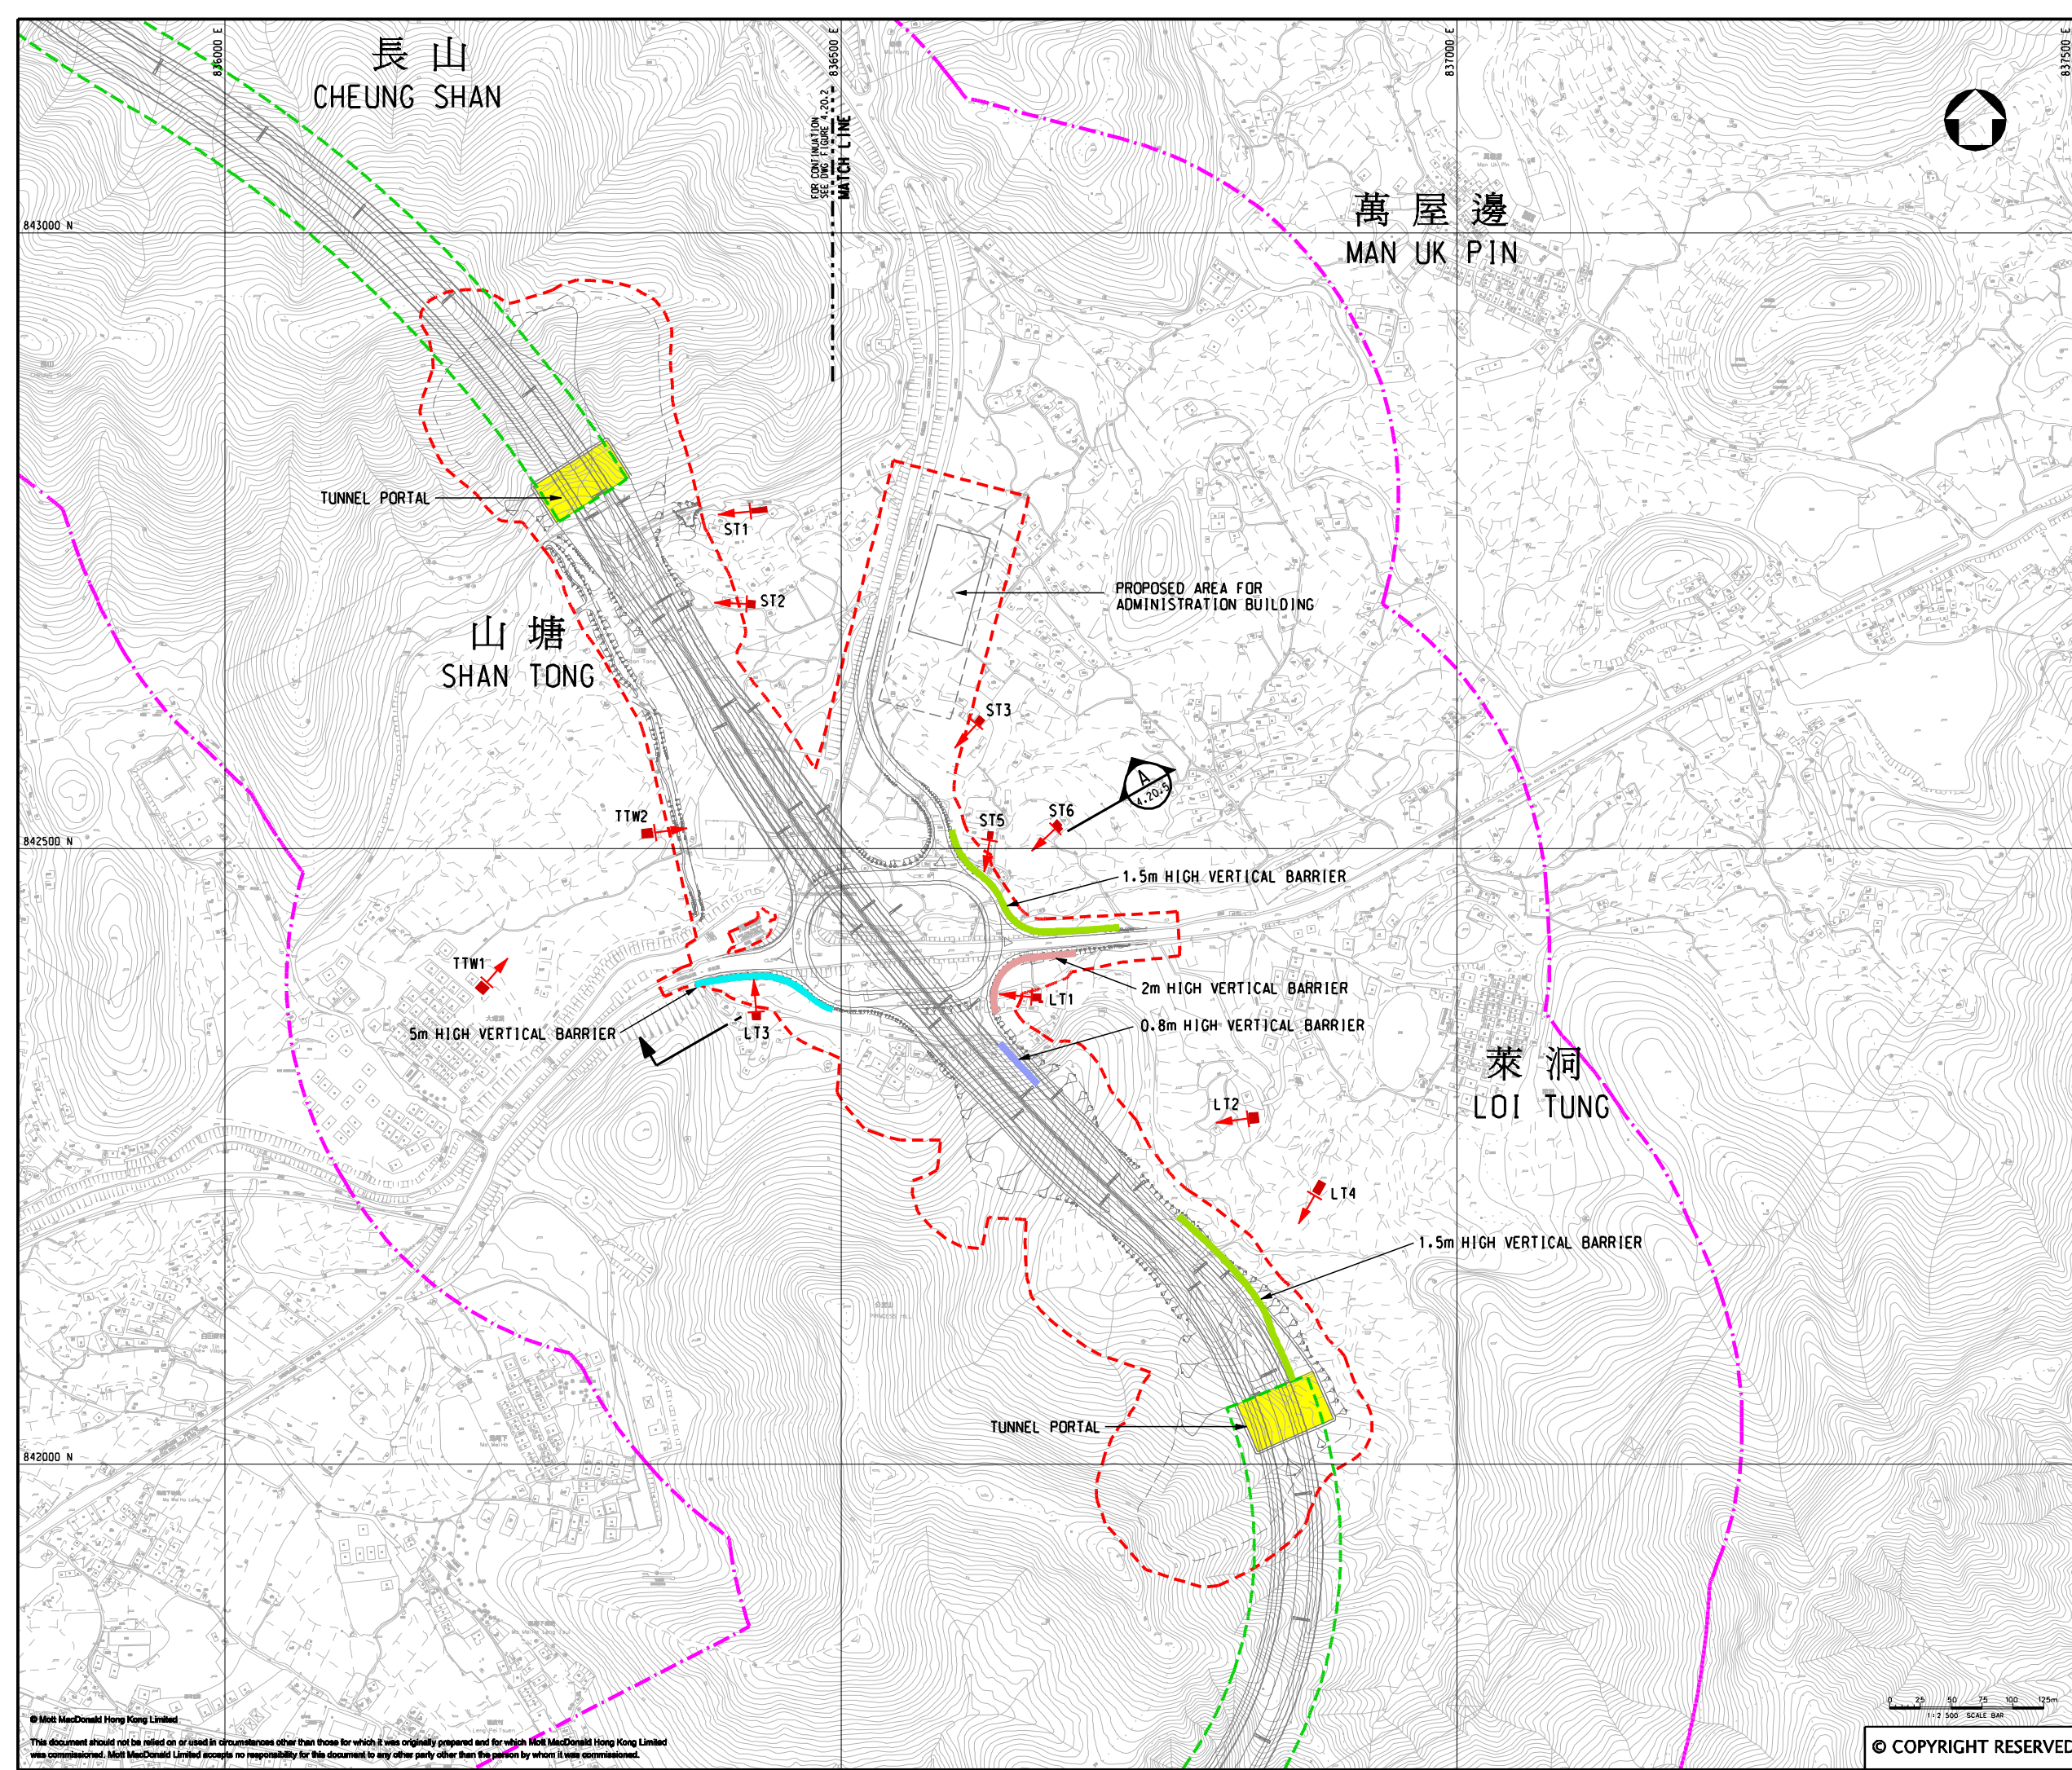 長山
CHEUNG SHAN
836000 E
836500 E
837000 E
837500 E
FOR CONTINUATION
SEE DWG FIGURE 4.20.2
MATCH LINE
843000 N
萬屋邊
MAN UK PIN
Man Uk Pin
CHEUNG SHAN
TUNNEL PORTAL
ST1
ST2
PROPOSED AREA FOR
ADMINISTRATION BUILDING
山塘
SHAN TONG
ST3
A
4.20.5
ST6
ST5
TTW2
842500 N
1.5m HIGH VERTICAL BARRIER
TTW1
2m HIGH VERTICAL BARRIER
LT1
0.8m HIGH VERTICAL BARRIER
5m HIGH VERTICAL BARRIER
LT3
萊洞
LOI TUNG
LT2
LT4
1.5m HIGH VERTICAL BARRIER
PRINCESS HILL
TUNNEL PORTAL
842000 N
0 25 50 75 100 125m
1:2 500 SCALE BAR
© Mott MacDonald Hong Kong Limited
This document should not be relied on or used in circumstances other than those for which it was originally prepared and for which Mott MacDonald Hong Kong Limited
was commissioned. Mott MacDonald Limited accepts no responsibility for this document to any other party other than the person by whom it was commissioned.
© COPYRIGHT RESERVED